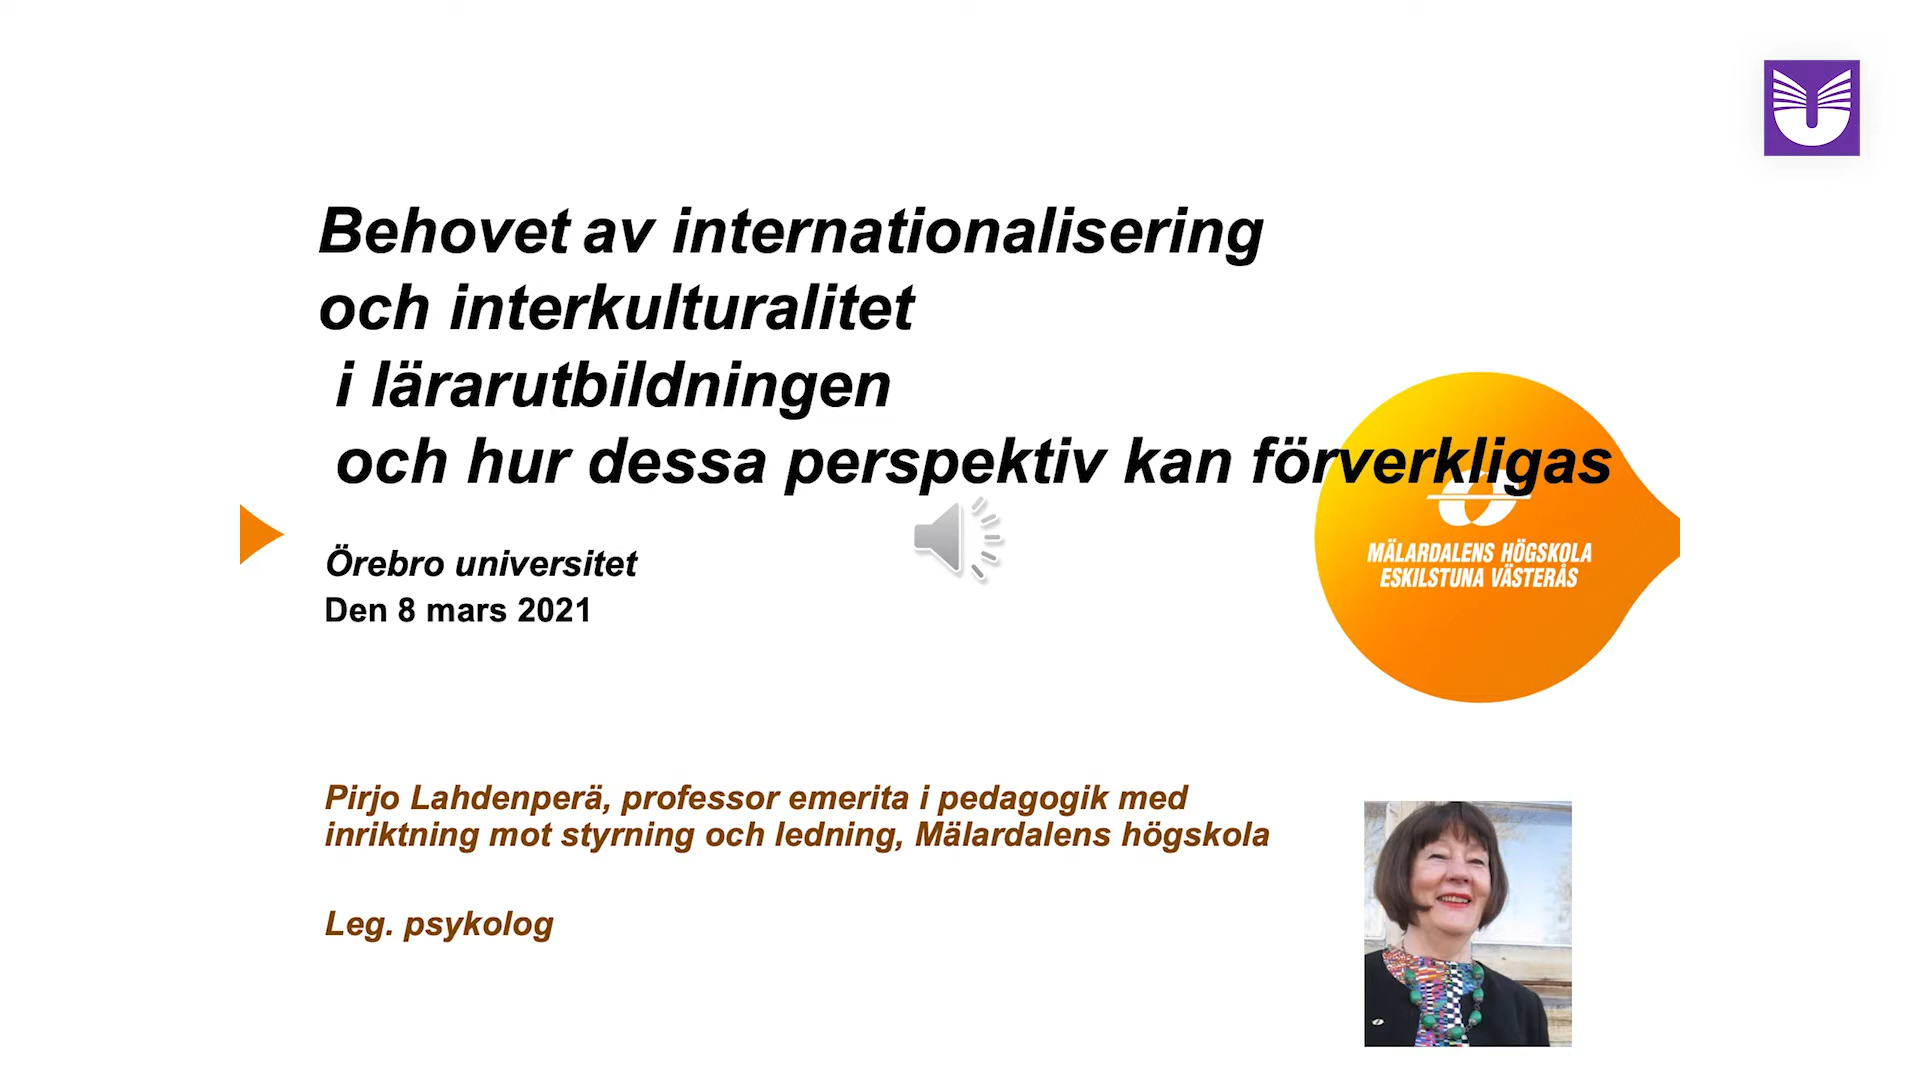 Behovet av internationalisering
och interkulturalitet
i lärarutbildningen
och hur dessa perspektiv kan förverkligas
MÄLARDALENS HÖGSKOLA
ESKILSTUNA VÄSTERÅS
Örebro universitet
Den 8 mars 2021
Pirjo Lahdenperä, professor emerita i pedagogik med
inriktning mot styrning och ledning, Mälardalens högskola
Leg. psykolog